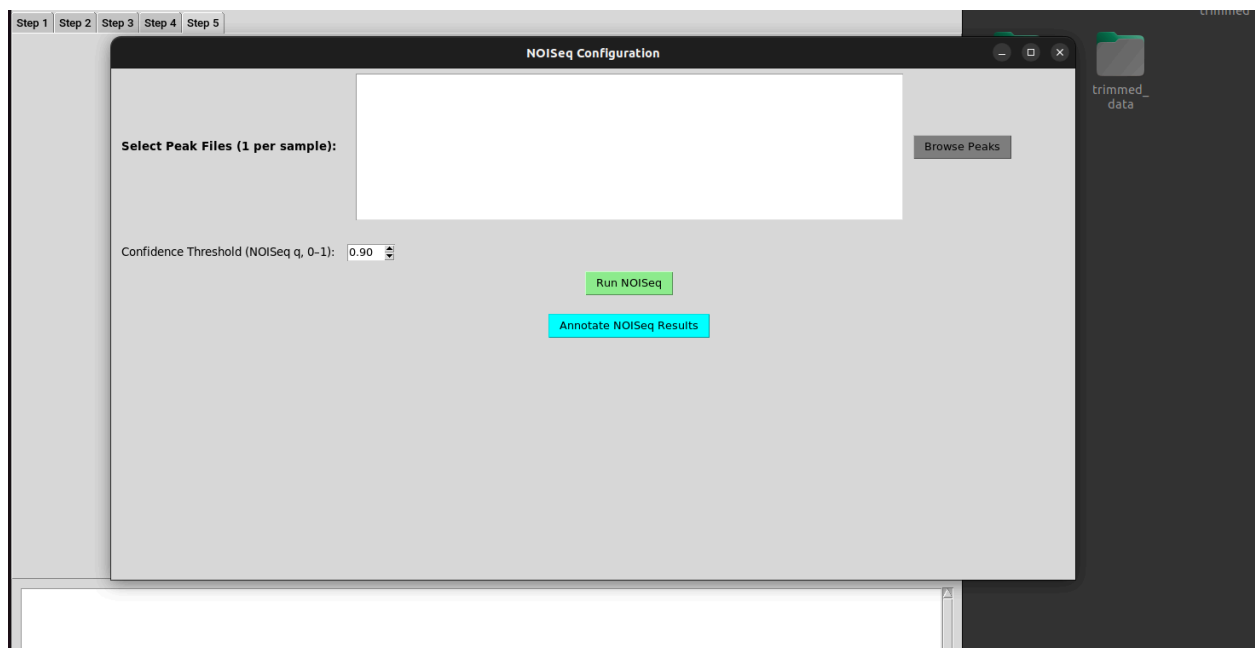 Step 1 Step 2 Step 3 Step 4 Step 5
trimmed
NOISeq Configuration
trimmed_
data
Select Peak Files (1 per sample):
Browse Peaks
Confidence Threshold (NOISeq q, 0–1): 0.90
Run NOISeq
Annotate NOISeq Results